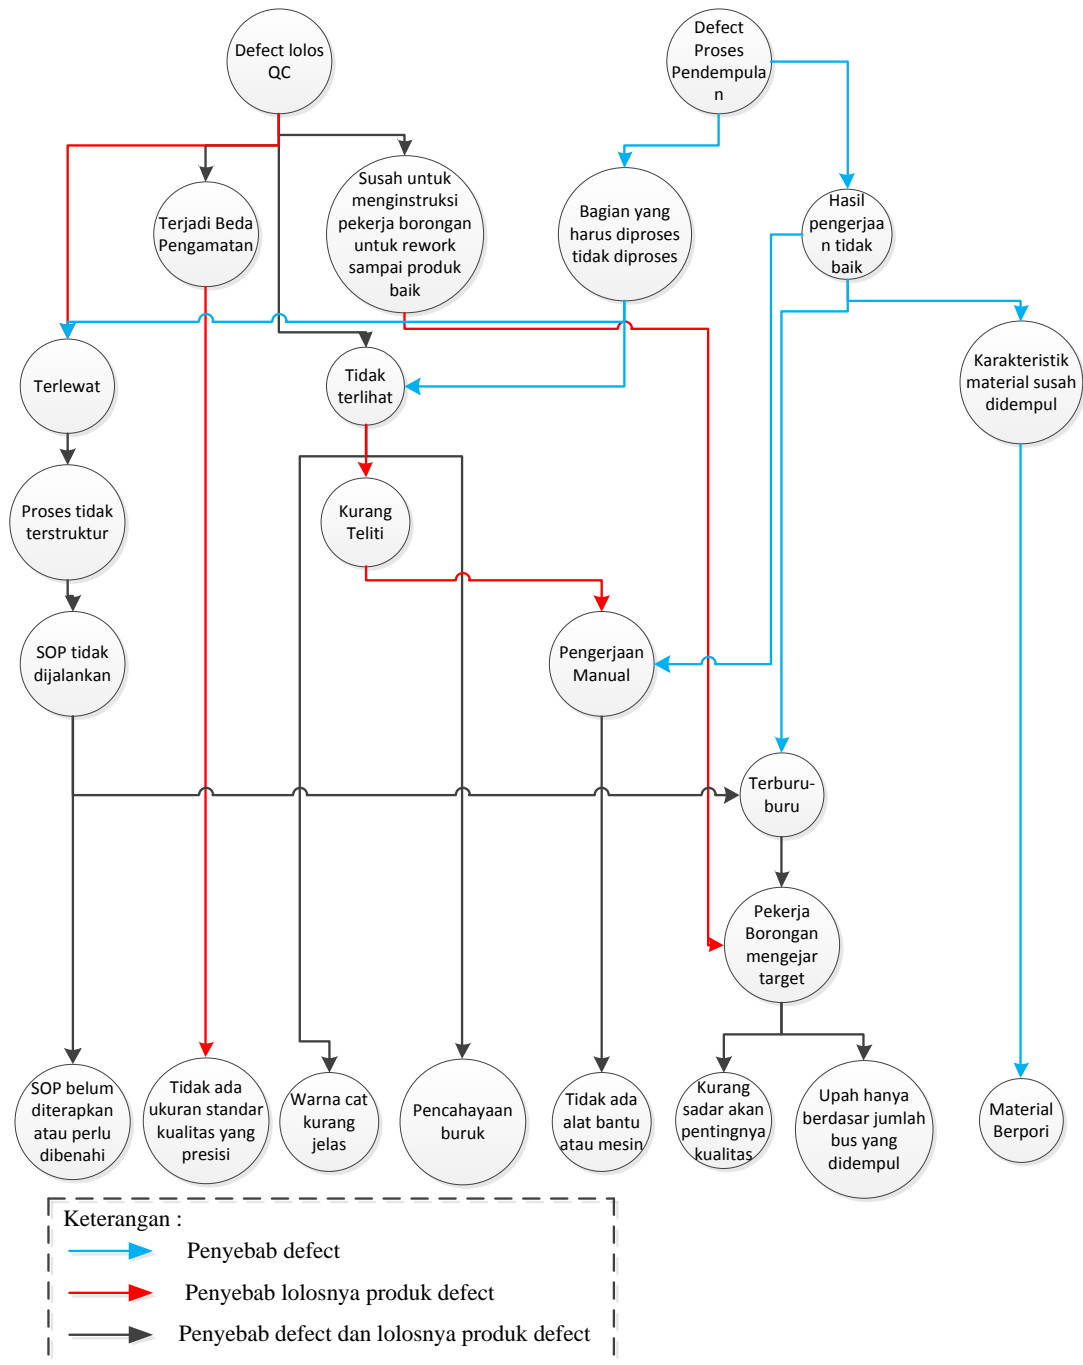 Defect lolos
QC
Defect
Proses
Pendempula
n
Terjadi Beda
Pengamatan
Susah untuk
menginstruksi
pekerja borongan
untuk rework
sampai produk
baik
Bagian yang
harus diproses
tidak diproses
Hasil
pengerjaa
n tidak
baik
Terlewat
Tidak
terlihat
Karakteristik
material susah
didempul
Proses tidak
terstruktur
Kurang
Teliti
SOP tidak
dijalankan
Pengerjaan
Manual
Terburu-
buru
Pekerja
Borongan
mengejar
target
SOP belum
diterapkan
atau perlu
dibenahi
Tidak ada
ukuran standar
kualitas yang
presisi
Warna cat
kurang
jelas
Pencahayaan
buruk
Tidak ada
alat bantu
atau mesin
Kurang
sadar akan
pentingnya
kualitas
Upah hanya
berdasar jumlah
bus yang
didempul
Material
Berpori
Keterangan :
Penyebab defect
Penyebab lolosnya produk defect
Penyebab defect dan lolosnya produk defect